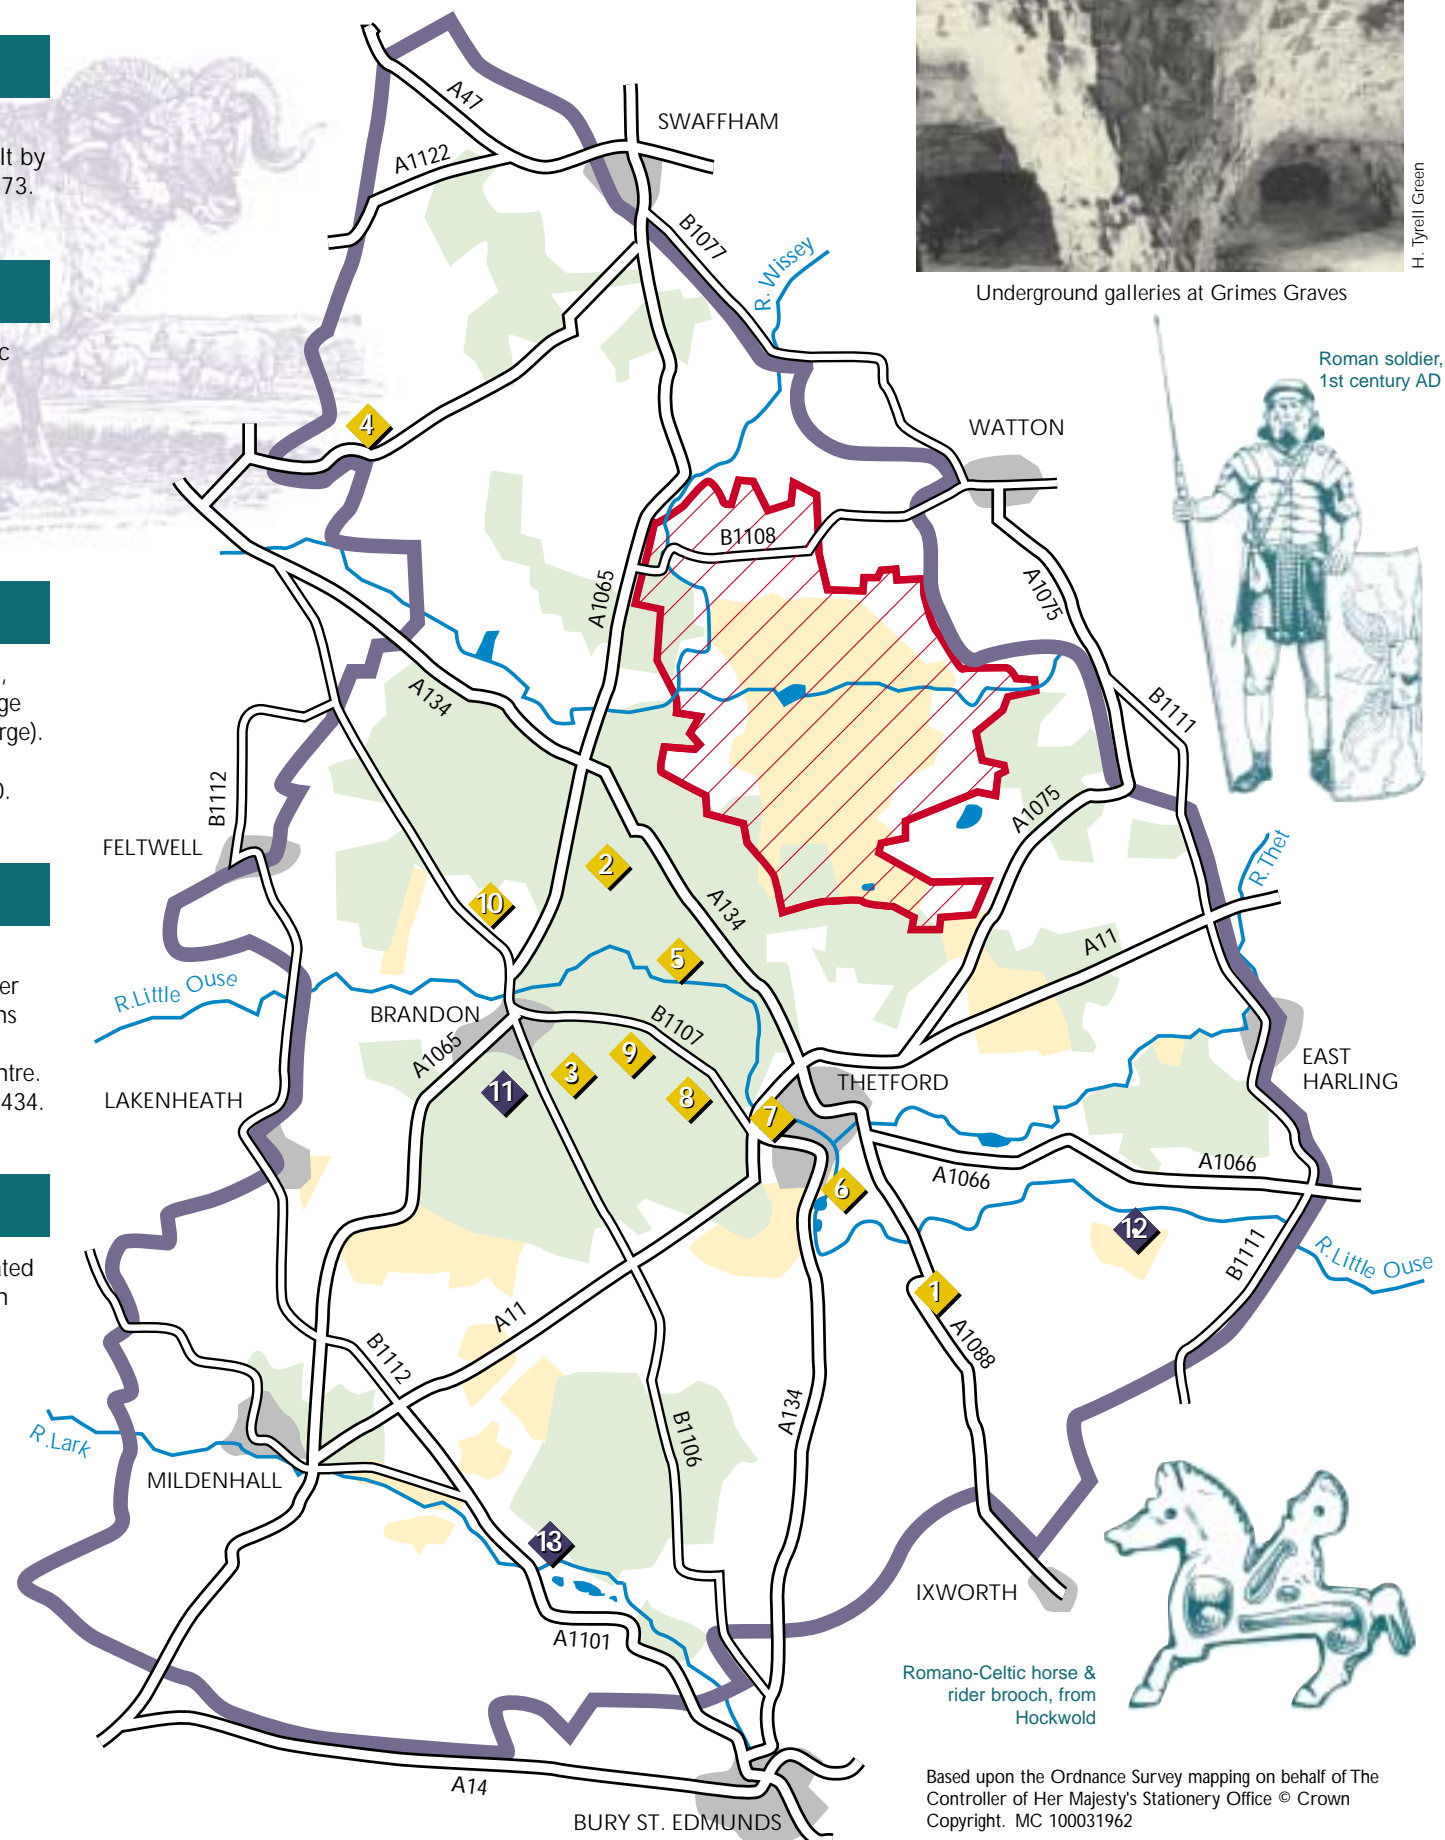 lt by
73.
c
,
ge
rge).
0.
er
ns
ntre.
434.
ated
n
A47
SWAFFHAM
A1122
B1077
R. Wissey
H. Tyrell Green
Underground galleries at Grimes Graves
Roman soldier,
1st century AD
4
WATTON
B1108
A1065
A1075
A134
B1111
B1112
A1075
FELTWELL
2
R.Thet
10
A134
A11
5
R.Little Ouse
BRANDON
B1107
A1065
9
EAST
HARLING
3
THETFORD
11
8
LAKENHEATH
7
A1066
A1066
6
12
B1111
R.Little Ouse
1
A11
A1088
B1112
A134
B1106
R.Lark
MILDENHALL
13
IXWORTH
A1101
Romano-Celtic horse &
rider brooch, from
Hockwold
A14
Based upon the Ordnance Survey mapping on behalf of The
Controller of Her Majesty's Stationery Office © Crown
Copyright. MC 100031962
BURY ST. EDMUNDS